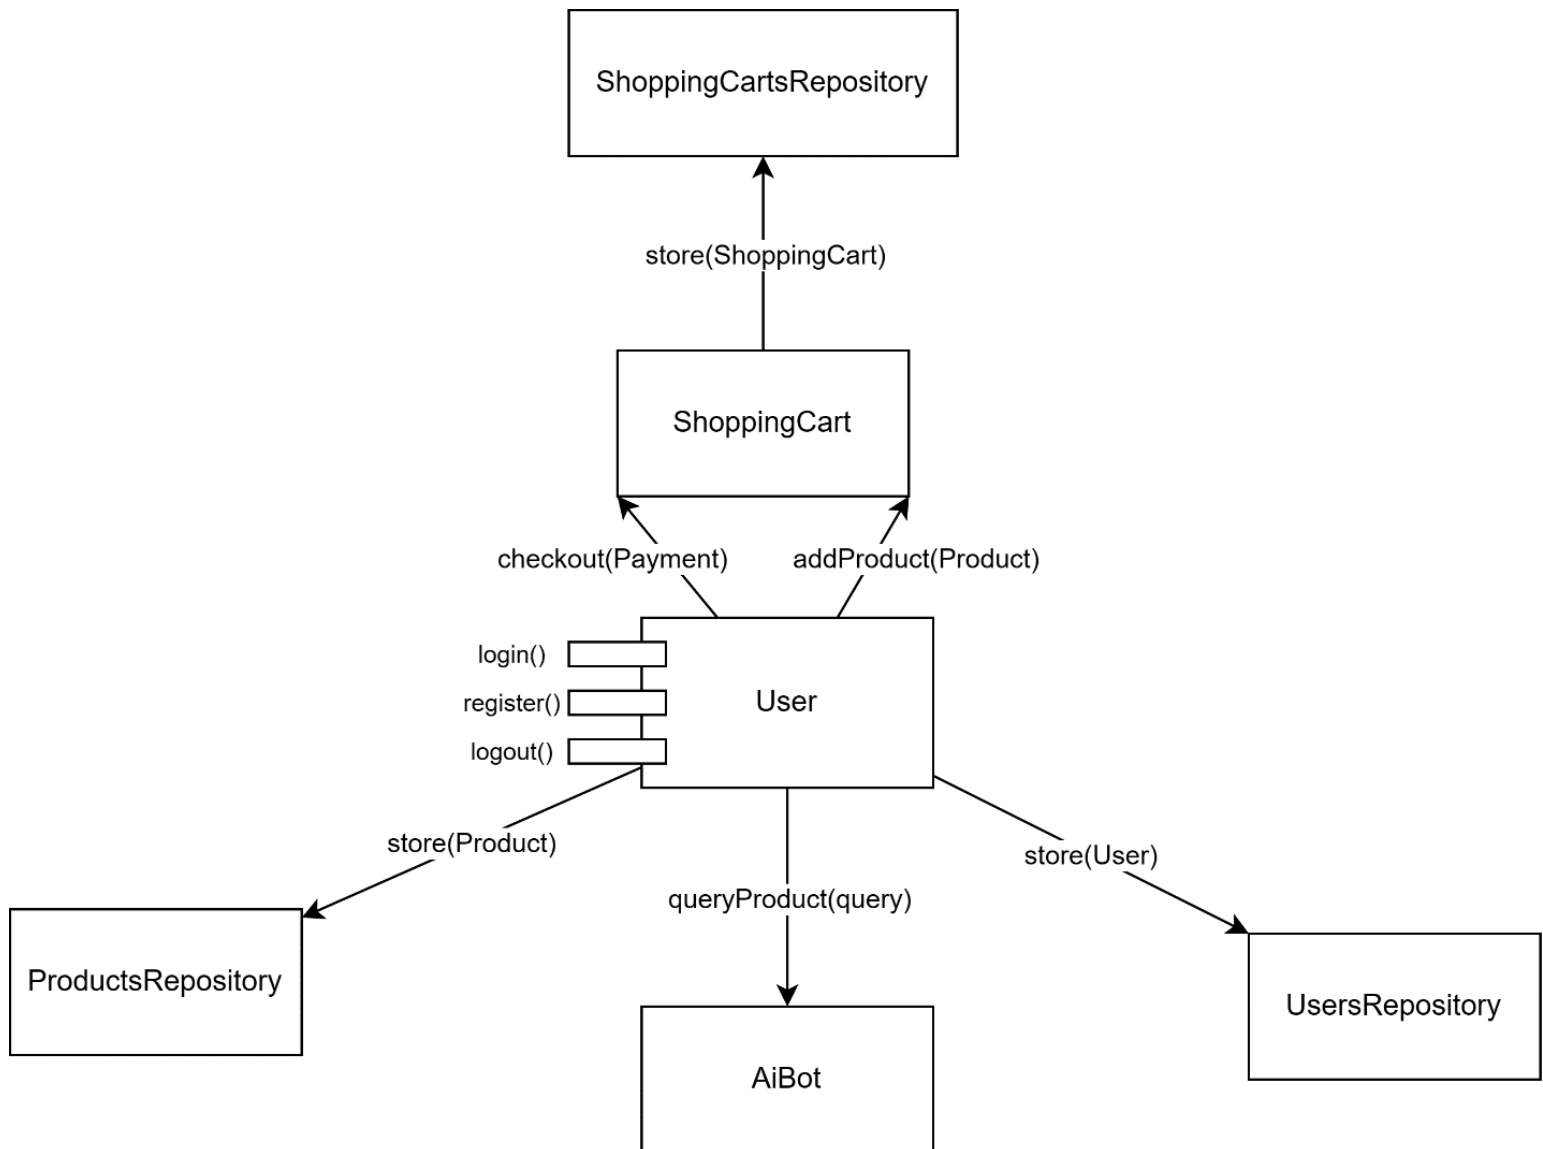 ShoppingCartsRepository
store(ShoppingCart)
ShoppingCart
checkout(Payment)
addProduct(Product)
login()
register()
User
logout()
store(Product)
store(User)
queryProduct(query)
ProductsRepository
UsersRepository
AiBot